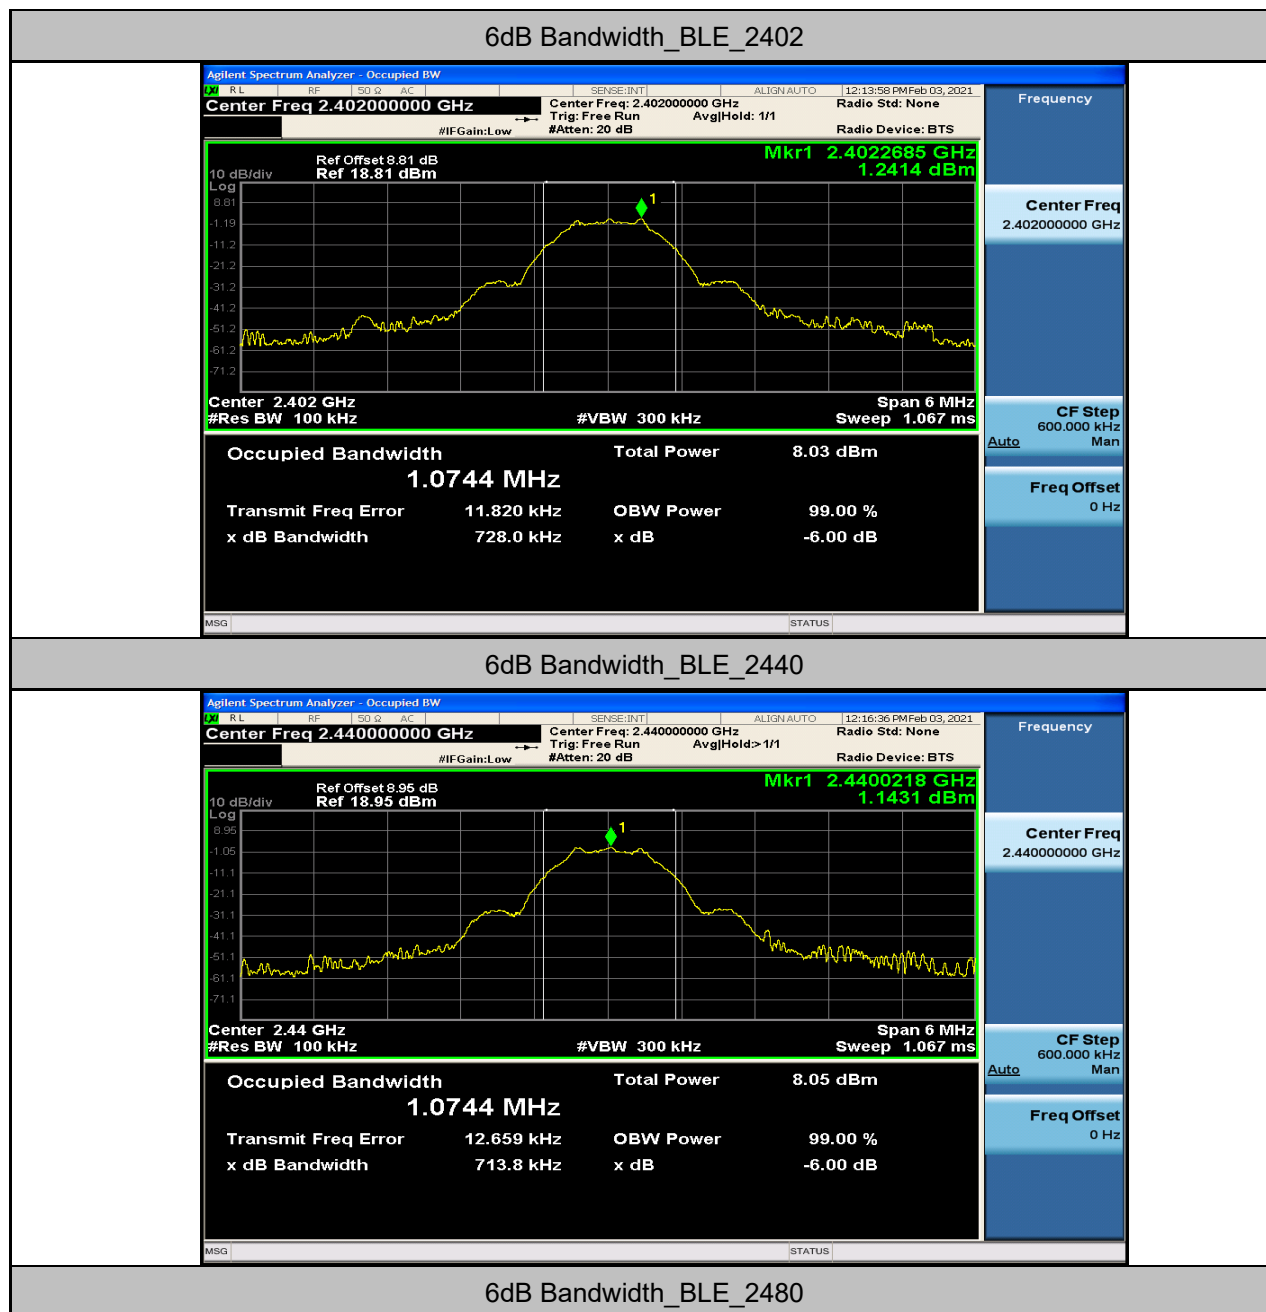 6dB Bandwidth_BLE_2402
Agilent Spectrum Analyzer - Occupied BW
LXI RL RF 50 Ω AC SENSE:INT ALIGN AUTO 12:13:58 PM Feb 03, 2021
Center Freq 2.402000000 GHz
Center Freq: 2.402000000 GHz Radio Std: None
Trig: Free Run Avg|Hold: 1/1
#IFGain:Low #Atten: 20 dB Radio Device: BTS
Frequency
Mkr1 2.4022685 GHz
1.2414 dBm
Ref Offset 8.81 dB
10 dB/div Ref 18.81 dBm
Log
8.81
-1.19
-11.2
-21.2
-31.2
-41.2
-51.2
-61.2
-71.2
1
Center 2.402 GHz Span 6 MHz
#Res BW 100 kHz #VBW 300 kHz Sweep 1.067 ms
Center Freq
2.402000000 GHz
CF Step
600.000 kHz
Auto Man
Freq Offset
0 Hz
Occupied Bandwidth Total Power 8.03 dBm
1.0744 MHz
Transmit Freq Error 11.820 kHz OBW Power 99.00 %
x dB Bandwidth 728.0 kHz x dB -6.00 dB
MSG STATUS
6dB Bandwidth_BLE_2440
Agilent Spectrum Analyzer - Occupied BW
LXI RL RF 50 Ω AC SENSE:INT ALIGN AUTO 12:16:36 PM Feb 03, 2021
Center Freq 2.440000000 GHz
Center Freq: 2.440000000 GHz Radio Std: None
Trig: Free Run Avg|Hold:>1/1
#IFGain:Low #Atten: 20 dB Radio Device: BTS
Frequency
Mkr1 2.4400218 GHz
1.1431 dBm
Ref Offset 8.95 dB
10 dB/div Ref 18.95 dBm
Log
8.95
-1.05
-11.1
-21.1
-31.1
-41.1
-51.1
-61.1
-71.1
1
Center 2.44 GHz Span 6 MHz
#Res BW 100 kHz #VBW 300 kHz Sweep 1.067 ms
Center Freq
2.440000000 GHz
CF Step
600.000 kHz
Auto Man
Freq Offset
0 Hz
Occupied Bandwidth Total Power 8.05 dBm
1.0744 MHz
Transmit Freq Error 12.659 kHz OBW Power 99.00 %
x dB Bandwidth 713.8 kHz x dB -6.00 dB
MSG STATUS
6dB Bandwidth_BLE_2480